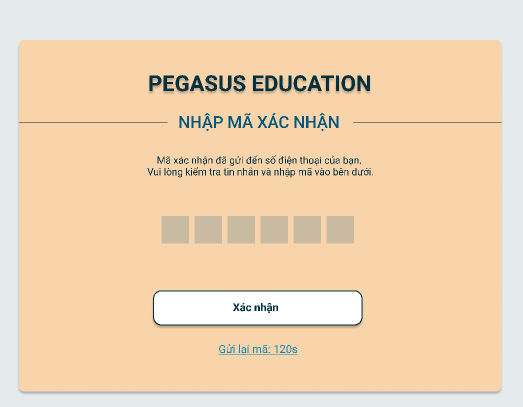 PEGASUS EDUCATION
NHẬP MÃ XÁC NHẬN
Mã xác nhận đã gửi đến số điện thoại của bạn.
Vui lòng kiểm tra tin nhắn và nhập mã vào bên dưới.
Xác nhận
Gửi lại mã: 120s